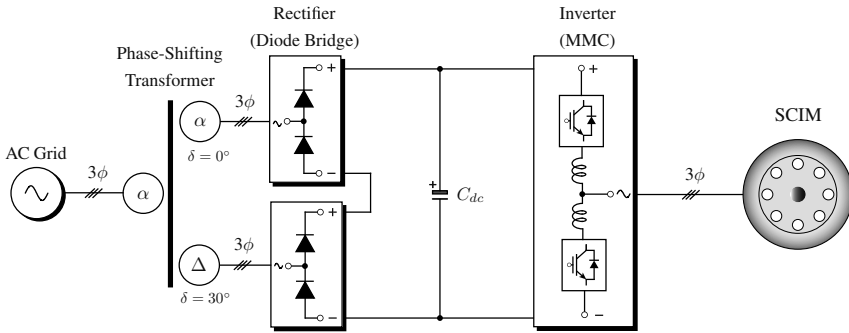 Rectifier
(Diode Bridge)
Inverter
(MMC)
Phase-Shifting
Transformer
SCIM
AC Grid
3ϕ
α
α
δ = 0°
3ϕ
∿
+
−
Δ
δ = 30°
3ϕ
∿
+
−
+
C_dc
+
∿
−
3ϕ